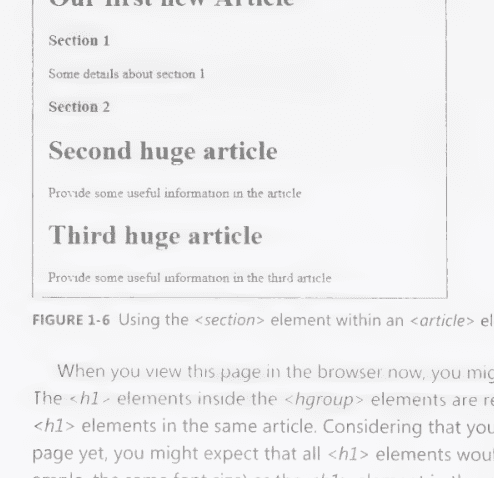 Our first new Article
Section 1
Some details about section 1
Section 2
Second huge article
Provide some useful information in the article
Third huge article
Provide some useful information in the third article
FIGURE 1-6 Using the <section> element within an <article> el
When you view this page in the browser now, you mig
The <h1> elements inside the <hgroup> elements are re
<h1> elements in the same article. Considering that you
page yet, you might expect that all <h1> elements wou